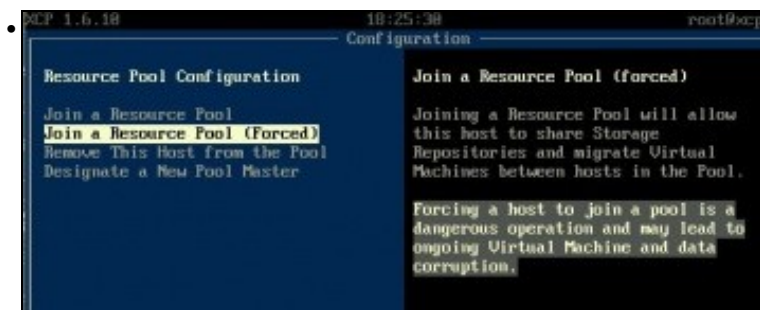 XCP 1.6.10 18:25:30 root@xcp
Configuration
Resource Pool Configuration
Join a Resource Pool
Join a Resource Pool (Forced)
Remove This Host from the Pool
Designate a New Pool Master
Join a Resource Pool (forced)
Joining a Resource Pool will allow
this host to share Storage
Repositories and migrate Virtual
Machines between hosts in the Pool.
Forcing a host to join a pool is a
dangerous operation and may lead to
ongoing Virtual Machine and data
corruption.